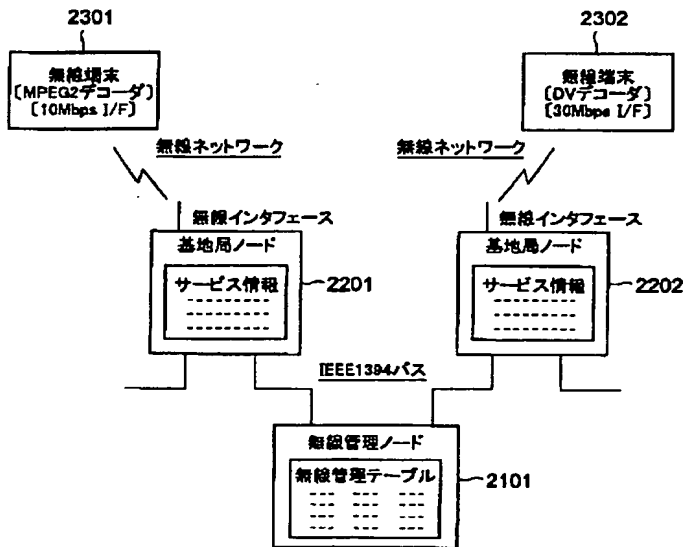 2301
2302
無線端末
〔MPEG2デコーダ〕
〔10Mbps I/F〕
無線端末
〔DVデコーダ〕
〔30Mbps I/F〕
無線ネットワーク
無線ネットワーク
無線インタフェース
無線インタフェース
基地局ノード
基地局ノード
サービス情報
2201
サービス情報
2202
IEEE1394バス
無線管理ノード
無線管理テーブル
2101